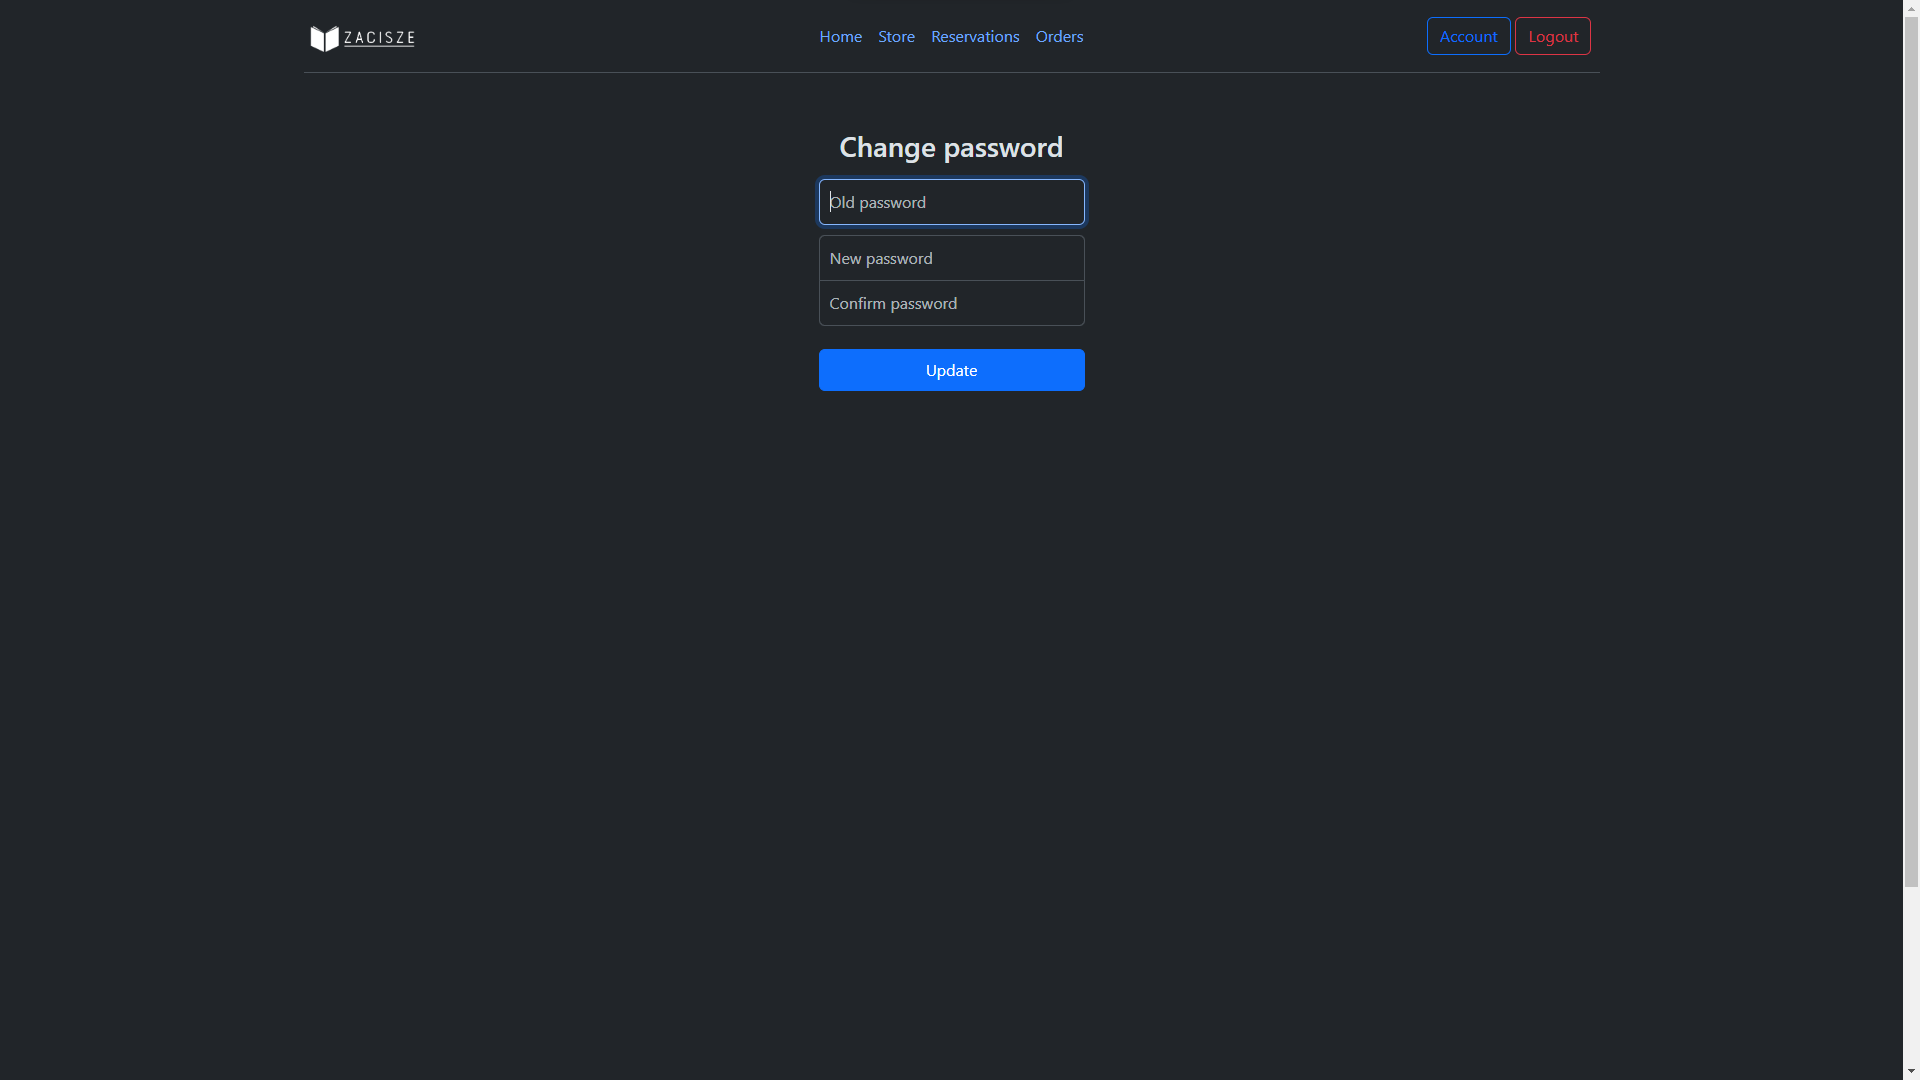 ZACISZE
Home Store Reservations Orders
Account Logout
Change password
Old password
New password
Confirm password
Update